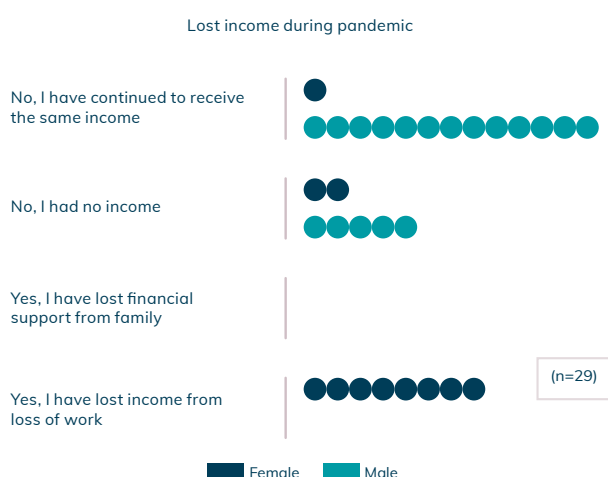 Lost income during pandemic
No, I have continued to receive
the same income
No, I had no income
Yes, I have lost financial
support from family
(n=29)
Yes, I have lost income from
loss of work
Female Male